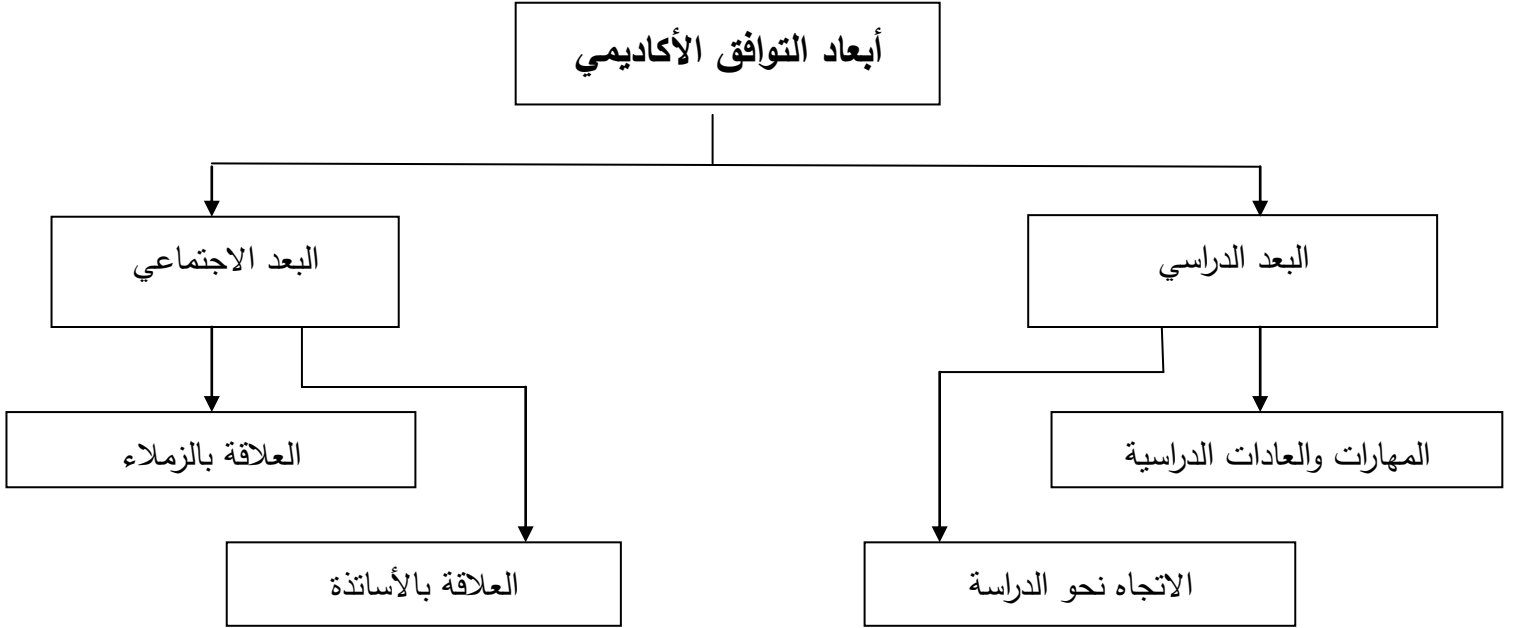 أبعاد التوافق الأكاديمي
البعد الدراسي
البعد الاجتماعي
المهارات والعادات الدراسية
العلاقة بالزملاء
الاتجاه نحو الدراسة
العلاقة بالأساتذة